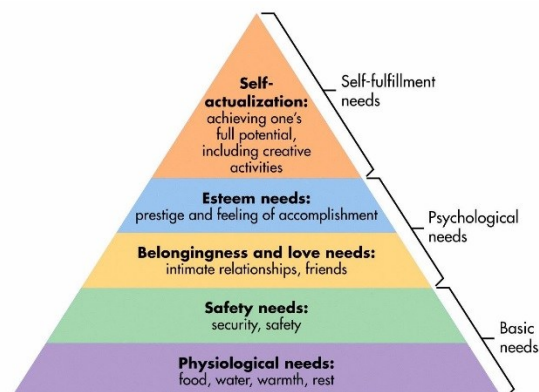 Self-
actualization:
achieving one's
full potential,
including creative
activities
Self-fulfillment
needs
Esteem needs:
prestige and feeling of accomplishment
Psychological
needs
Belongingness and love needs:
intimate relationships, friends
Safety needs:
security, safety
Basic
needs
Physiological needs:
food, water, warmth, rest